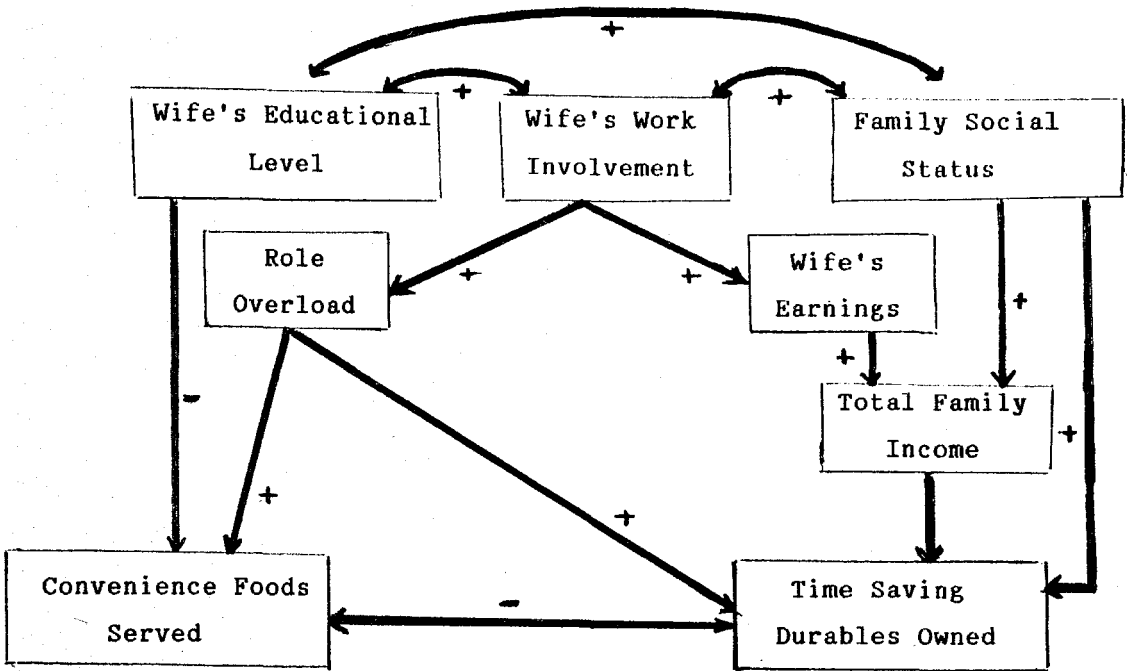 +
+
+
Wife's Educational
Level
Wife's Work
Involvement
Family Social
Status
Role
Overload
+
+
Wife's
Earnings
+
+
-
Total Family
Income
+
+
+
Convenience Foods
Served
-
Time Saving
Durables Owned